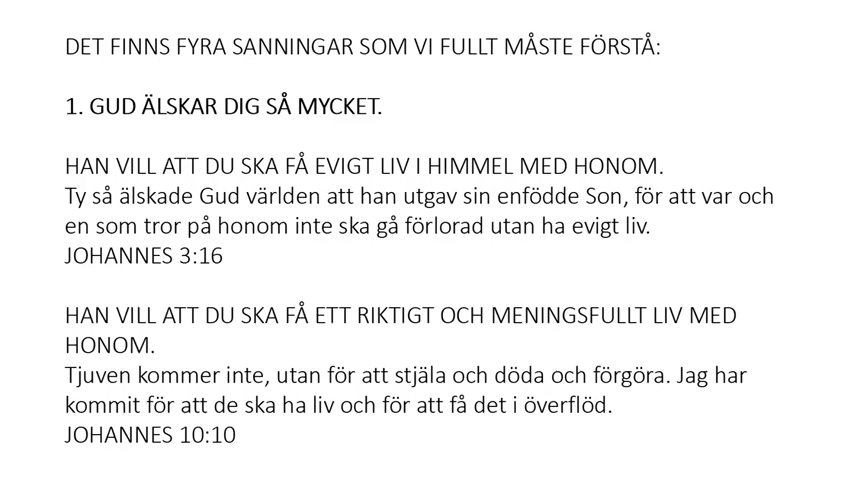 DET FINNS FYRA SANNINGAR SOM VI FULLT MÅSTE FÖRSTÅ:
1. GUD ÄLSKAR DIG SÅ MYCKET.
HAN VILL ATT DU SKA FÅ EVIGT LIV I HIMMEL MED HONOM.
Ty så älskade Gud världen att han utgav sin enfödde Son, för att var och
en som tror på honom inte ska gå förlorad utan ha evigt liv.
JOHANNES 3:16
HAN VILL ATT DU SKA FÅ ETT RIKTIGT OCH MENINGSFULLT LIV MED
HONOM.
Tjuven kommer inte, utan för att stjäla och döda och förgöra. Jag har
kommit för att de ska ha liv och för att få det i överflöd.
JOHANNES 10:10